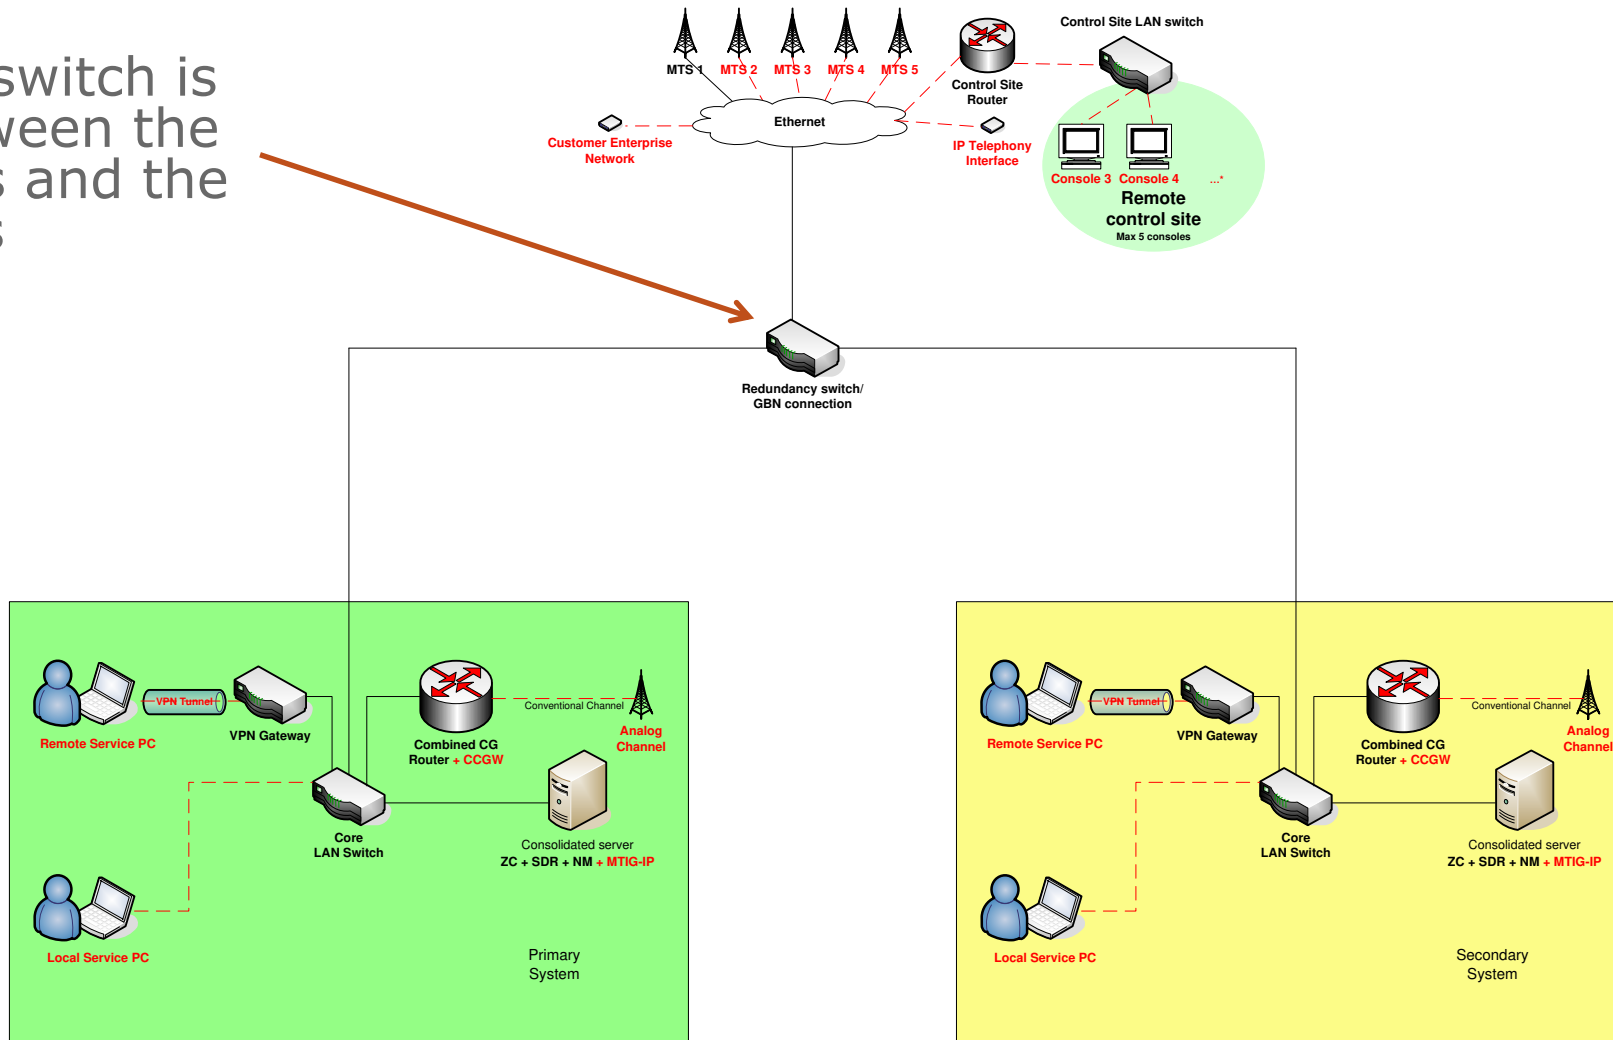 switch is
ween the
s and the
s
MTS 1
MTS 2
MTS 3
MTS 4
MTS 5
Control Site LAN switch
Control Site
Router
Ethernet
Customer Enterprise
Network
IP Telephony
Interface
Console 3
Console 4
...*
Remote
control site
Max 5 consoles
Redundancy switch/
GBN connection
VPN Tunnel
Remote Service PC
VPN Gateway
Combined CG
Router + CCGW
Conventional Channel
Analog
Channel
Core
LAN Switch
Consolidated server
ZC + SDR + NM + MTIG-IP
Local Service PC
Primary
System
VPN Tunnel
Remote Service PC
VPN Gateway
Combined CG
Router + CCGW
Conventional Channel
Analog
Channel
Core
LAN Switch
Consolidated server
ZC + SDR + NM + MTIG-IP
Local Service PC
Secondary
System